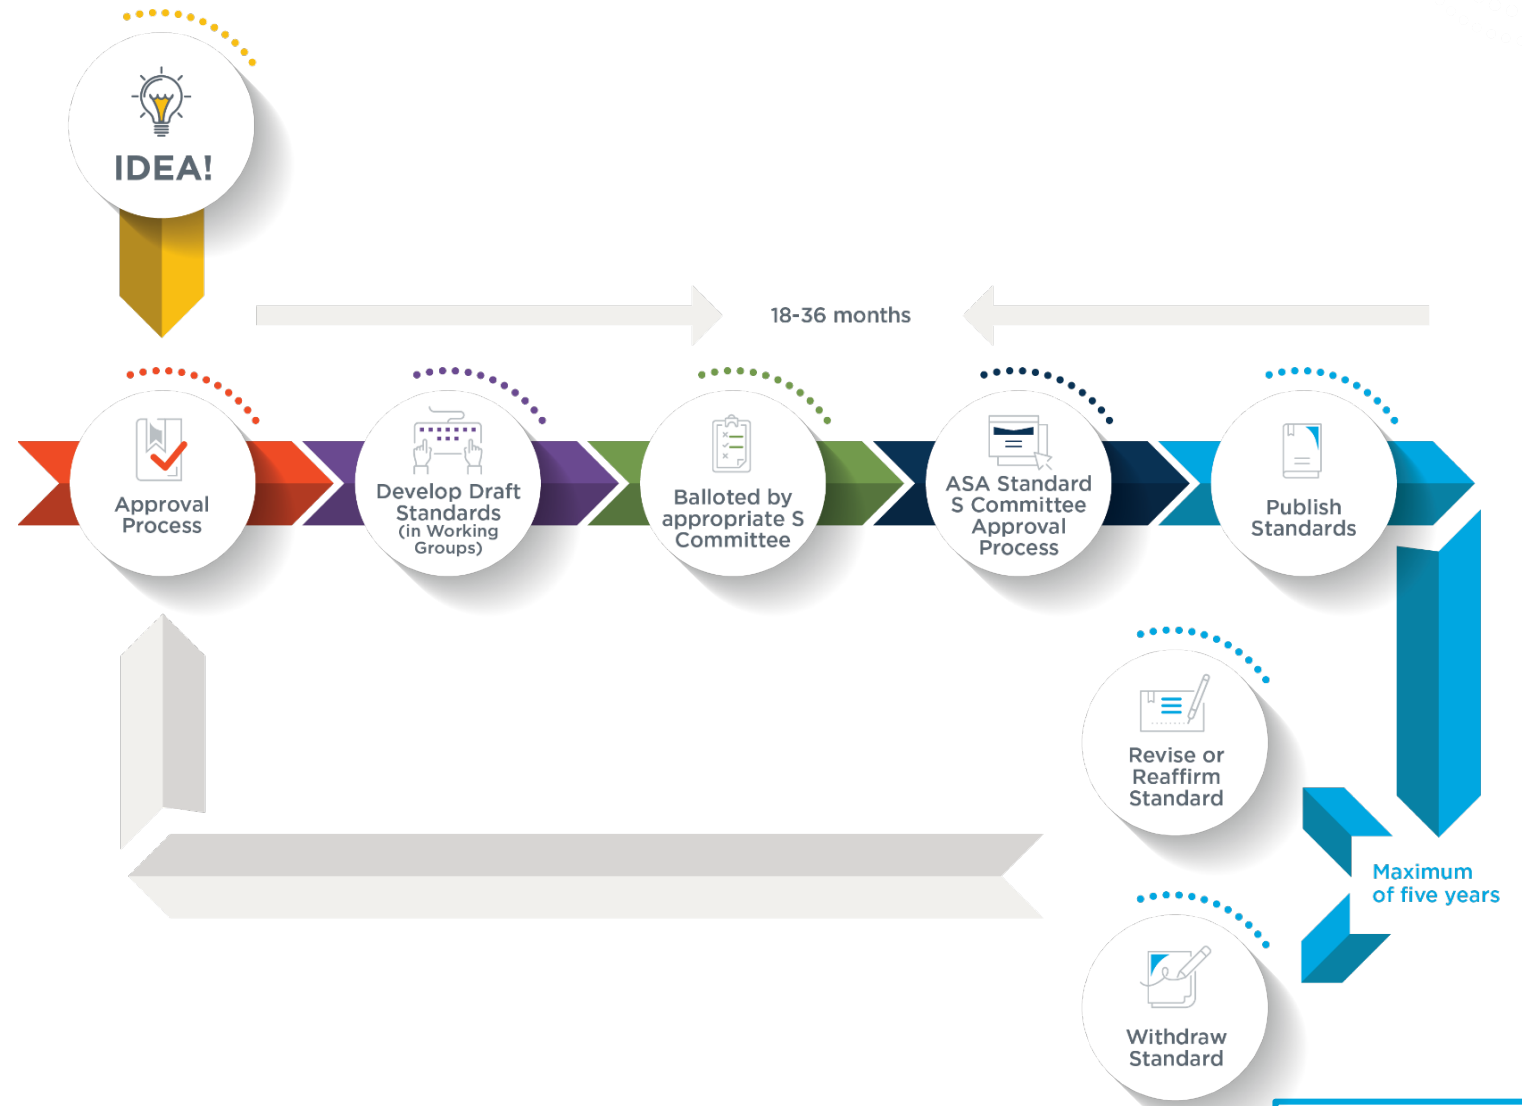 IDEA!
18-36 months
Approval
Process
Develop Draft
Standards
(in Working
Groups)
Balloted by
appropriate S
Committee
ASA Standard
S Committee
Approval
Process
Publish
Standards
Revise or
Reaffirm
Standard
Maximum
of five years
Withdraw
Standard